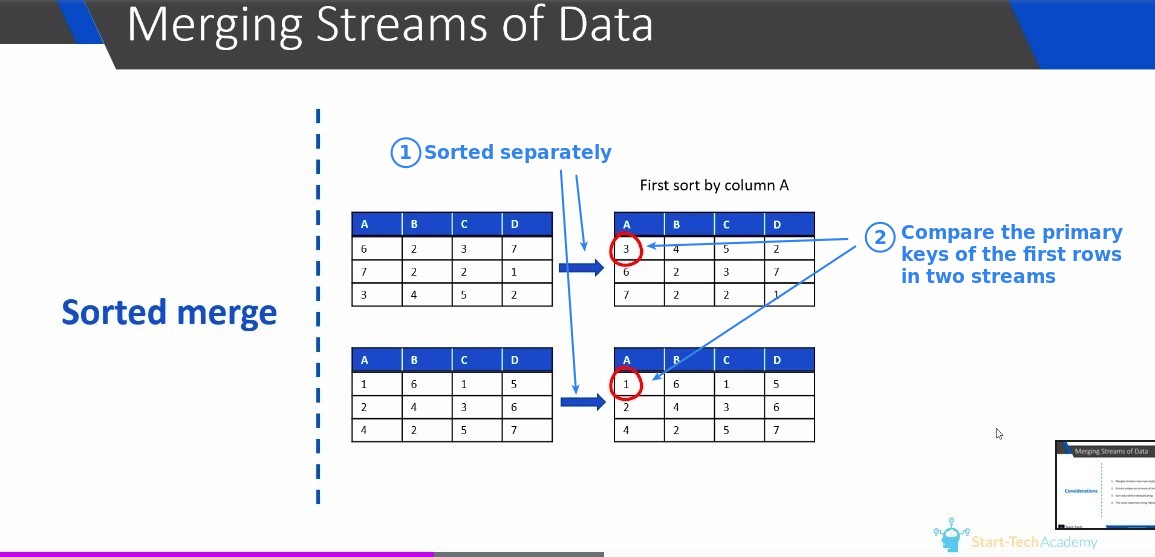 Merging Streams of Data
1 Sorted separately
First sort by column A
A B C D
6 2 3 7
7 2 2 1
3 4 5 2
A B C D
3 4 5 2
6 2 3 7
7 2 2 1
2 Compare the primary
keys of the first rows
in two streams
Sorted merge
A B C D
1 6 1 5
2 4 3 6
4 2 5 7
A B C D
1 6 1 5
2 4 3 6
4 2 5 7
Merging Streams of Data
Considerations
Start-Tech Academy